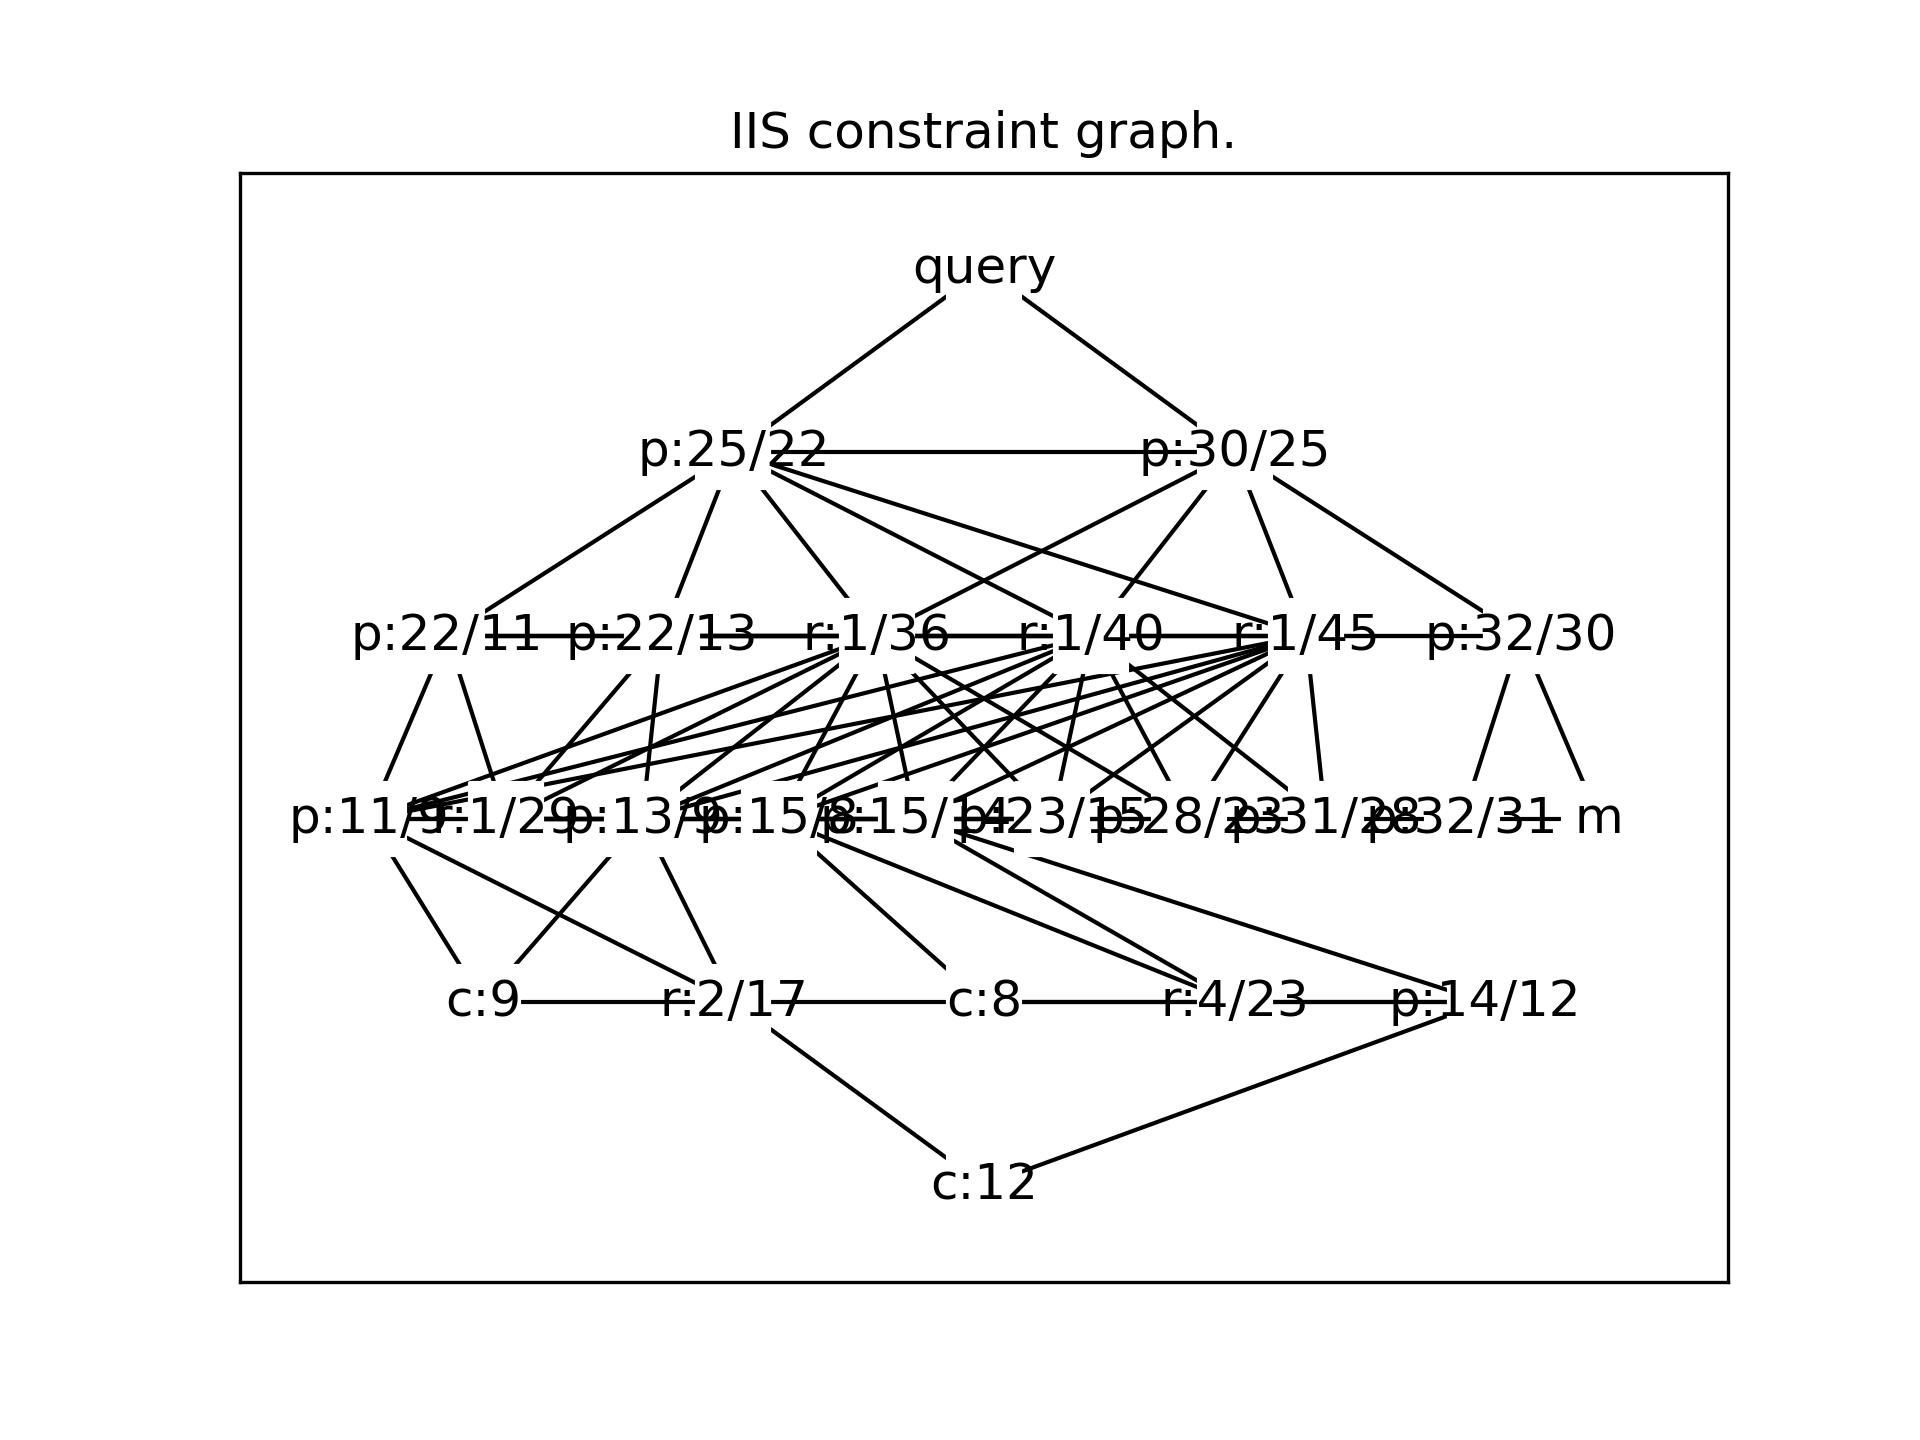 IIS constraint graph.
query
p:25/22 p:30/25
p:22/11 p:22/13 r:1/36 r:1/40 r:1/45 p:32/30
p:11/9 r:1/29 p:13/9 p:15/8 p:15/14 p:23/15 p:28/23 p:31/28 p:32/31 m
c:9 r:2/17 c:8 r:4/23 p:14/12
c:12